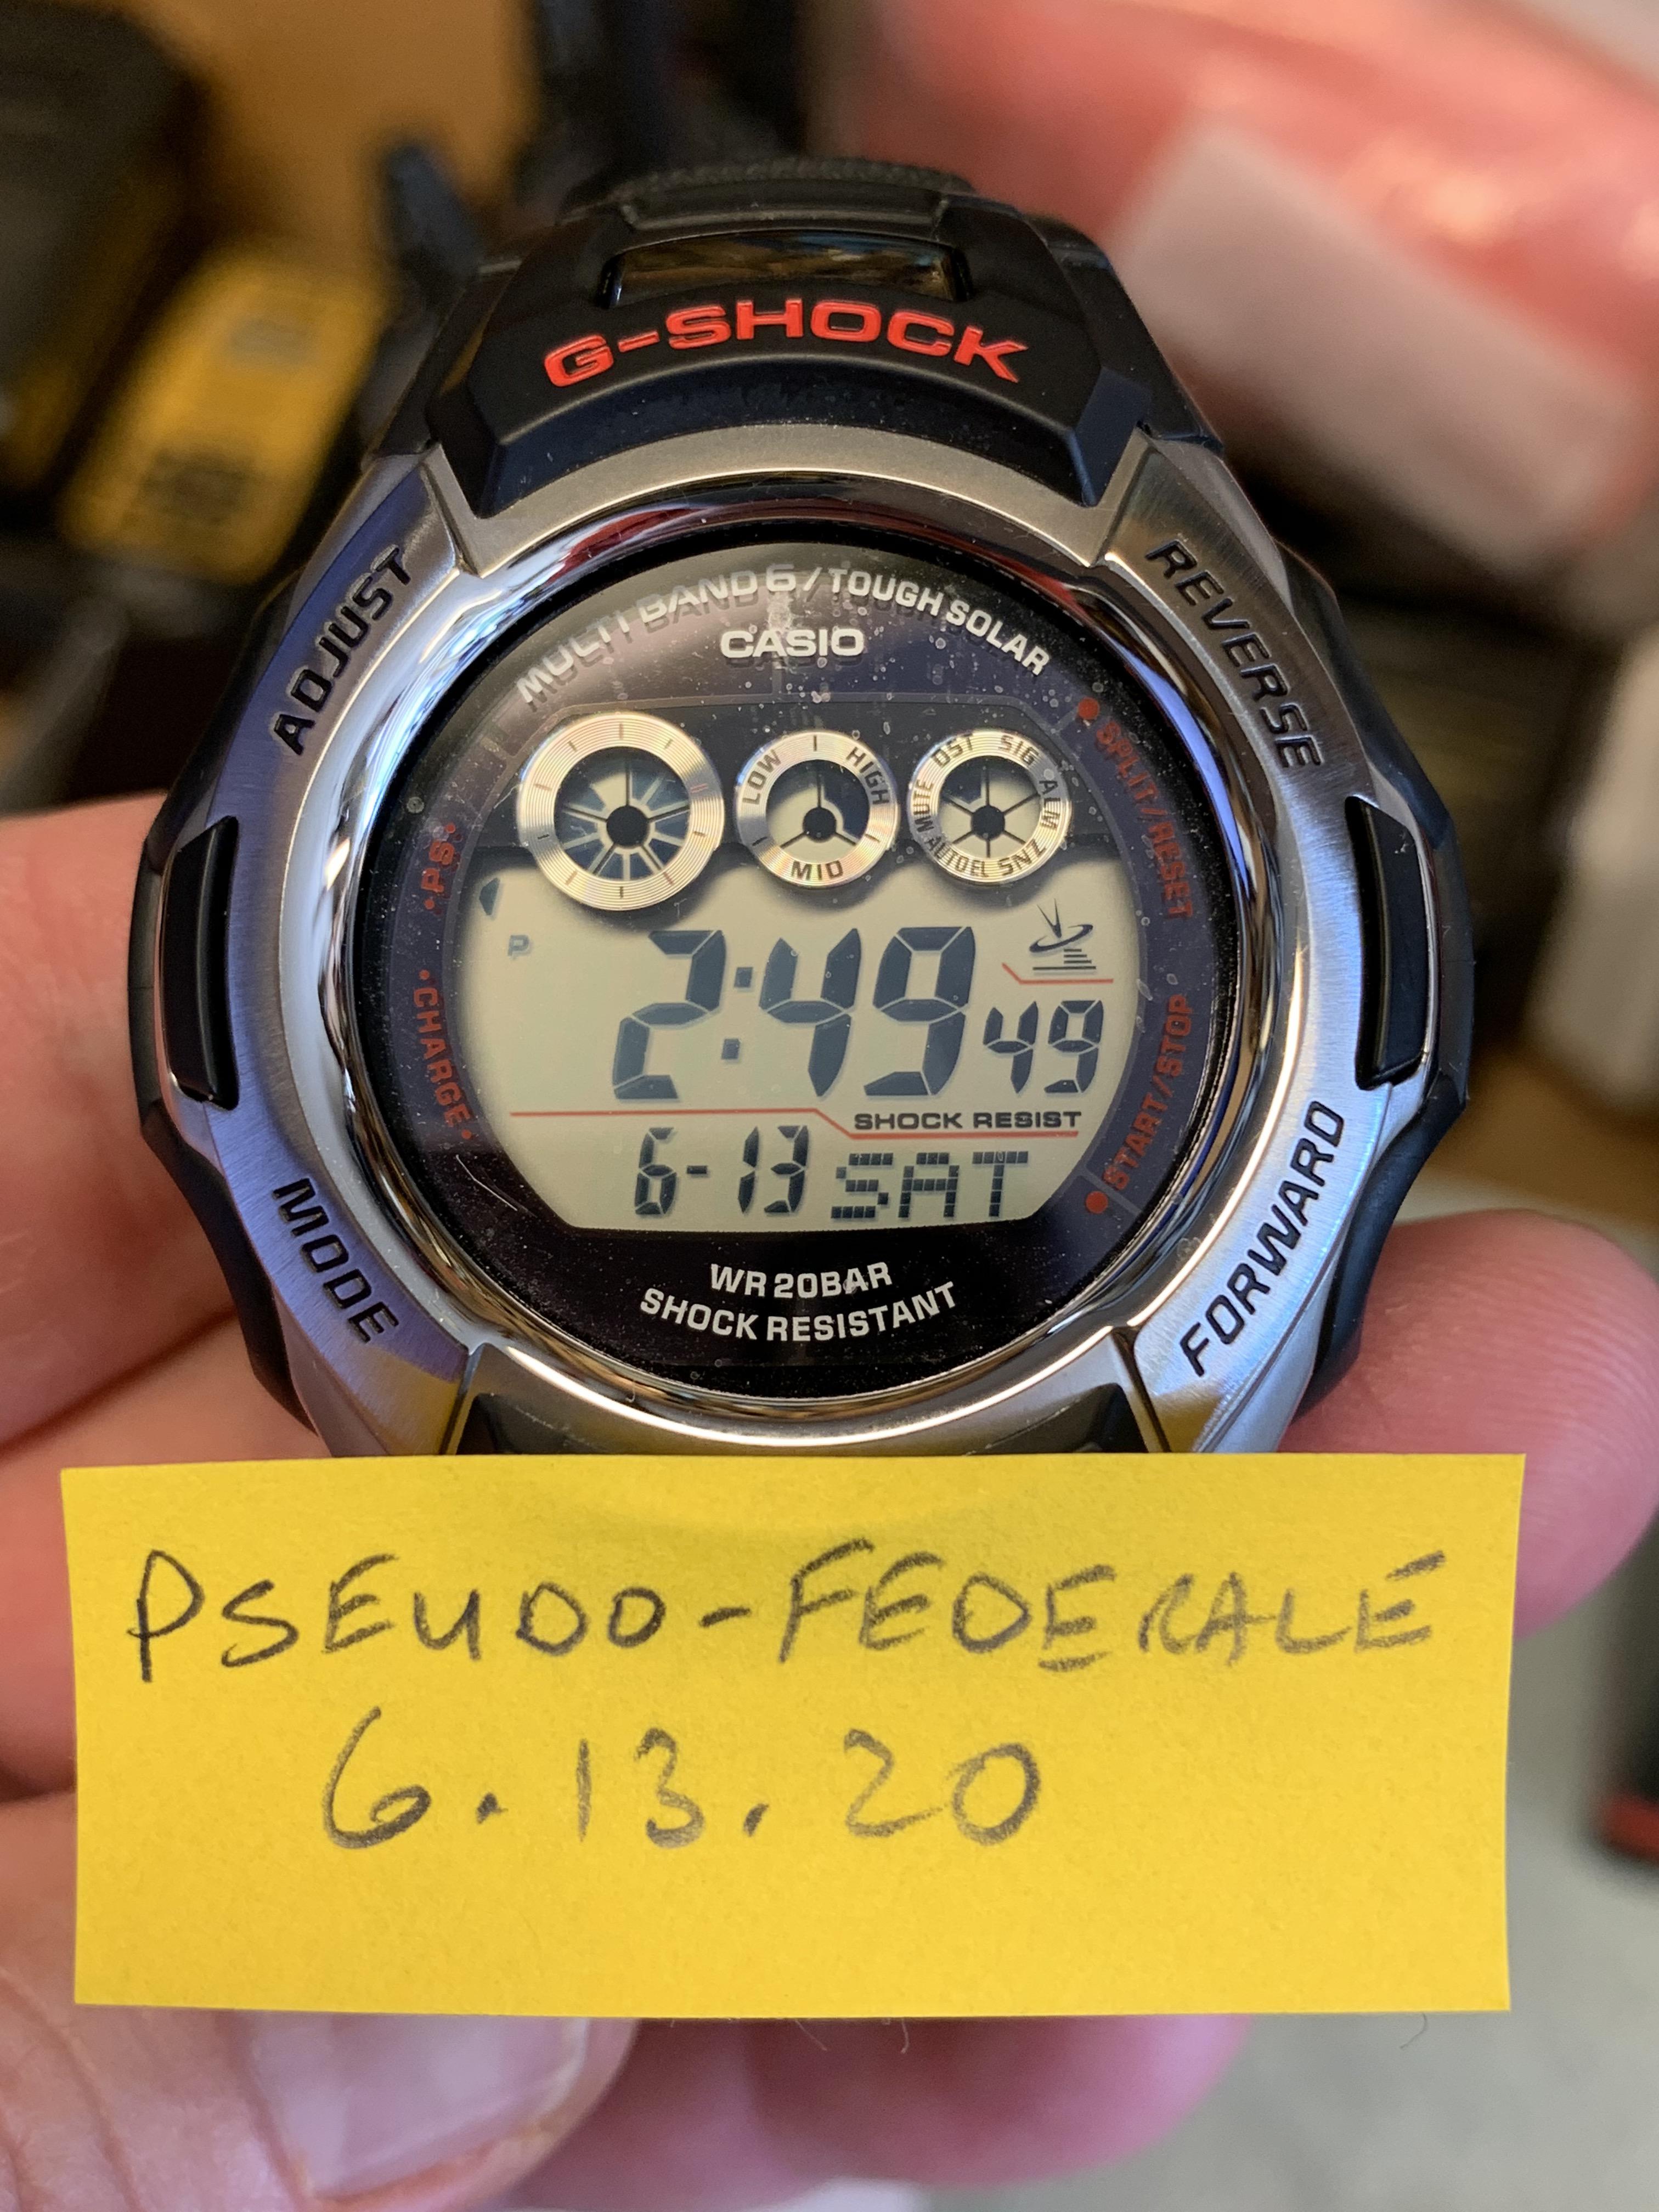 G-SHOCK
ADJUST
REVERSE
MULTI BAND 6 / TOUGH SOLAR
CASIO
SPLIT/RESET
LOW HIGH MID
MUTE DST SIG ALM SNZ AUTOEL
·PS·
P
2:49 49
·CHARGE·
START/STOP
SHOCK RESIST
6-13 SAT
MODE
FORWARD
WR 20BAR
SHOCK RESISTANT
PSEUDO-FEDERALE
6.13.20